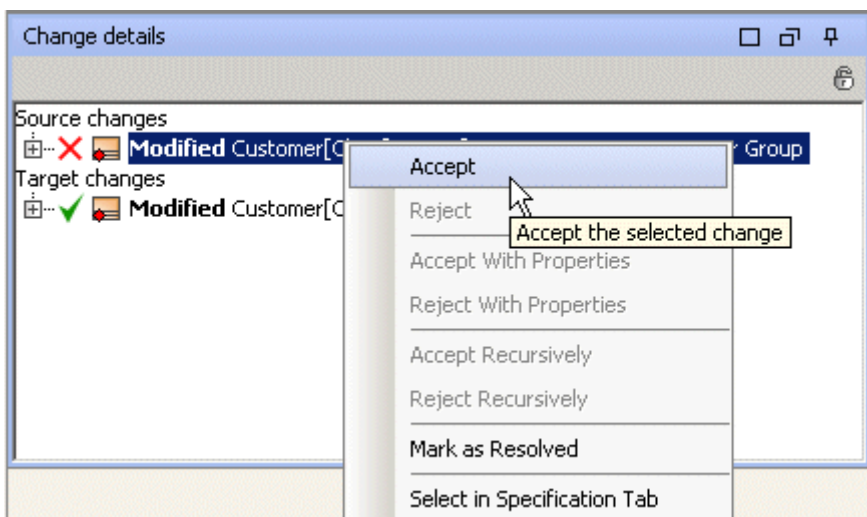 Change details
Source changes
Modified Customer[C
Group
Target changes
Modified Customer[C
Accept
Reject
Accept the selected change
Accept With Properties
Reject With Properties
Accept Recursively
Reject Recursively
Mark as Resolved
Select in Specification Tab